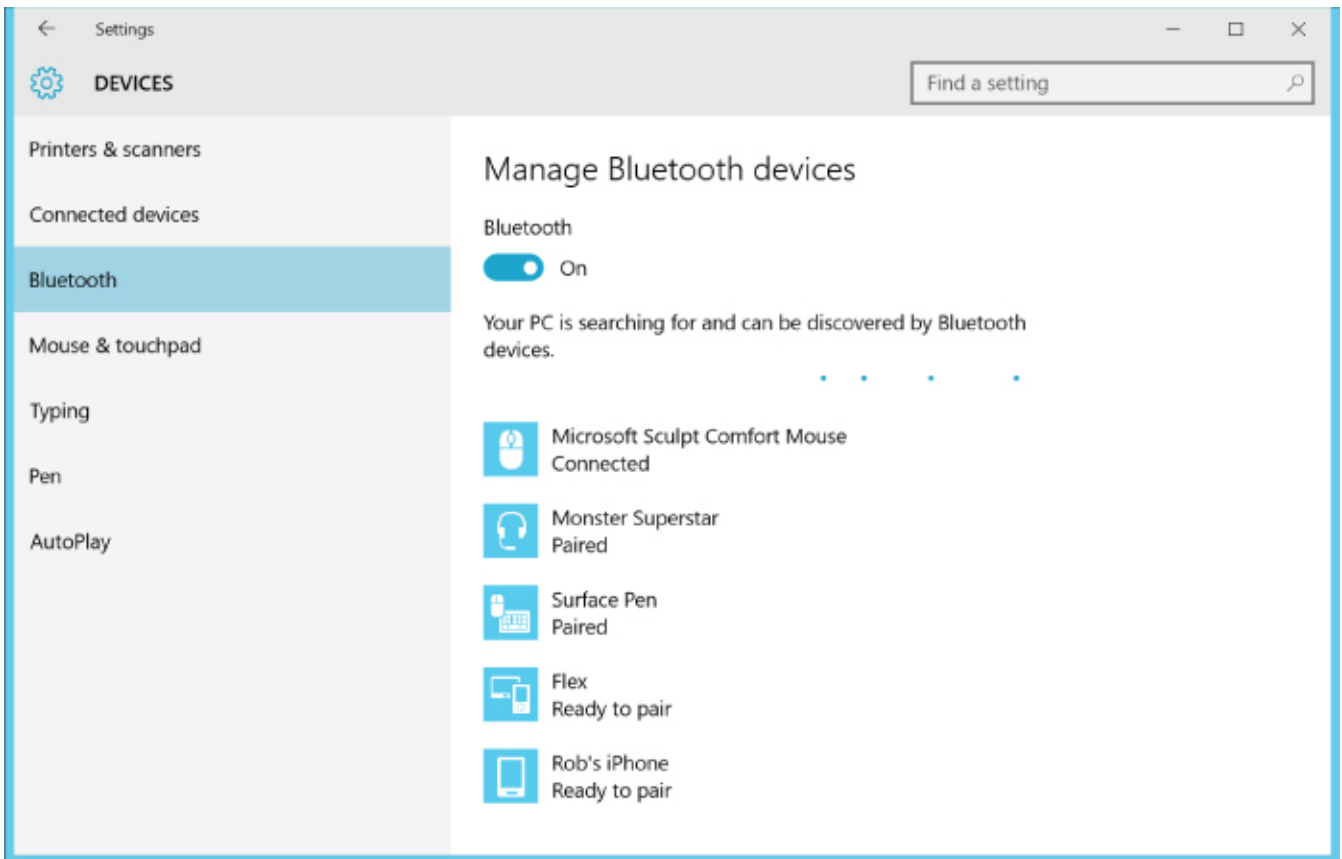 Settings
DEVICES
Find a setting
Printers & scanners
Connected devices
Bluetooth
Mouse & touchpad
Typing
Pen
AutoPlay
Manage Bluetooth devices
Bluetooth
On
Your PC is searching for and can be discovered by Bluetooth
devices.
Microsoft Sculpt Comfort Mouse
Connected
Monster Superstar
Paired
Surface Pen
Paired
Flex
Ready to pair
Rob's iPhone
Ready to pair